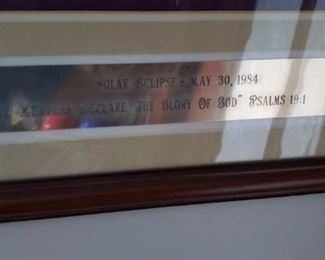 Solar Eclipse - May 30, 1984
Heavens Declare The Glory Of God" Psalms 19:1